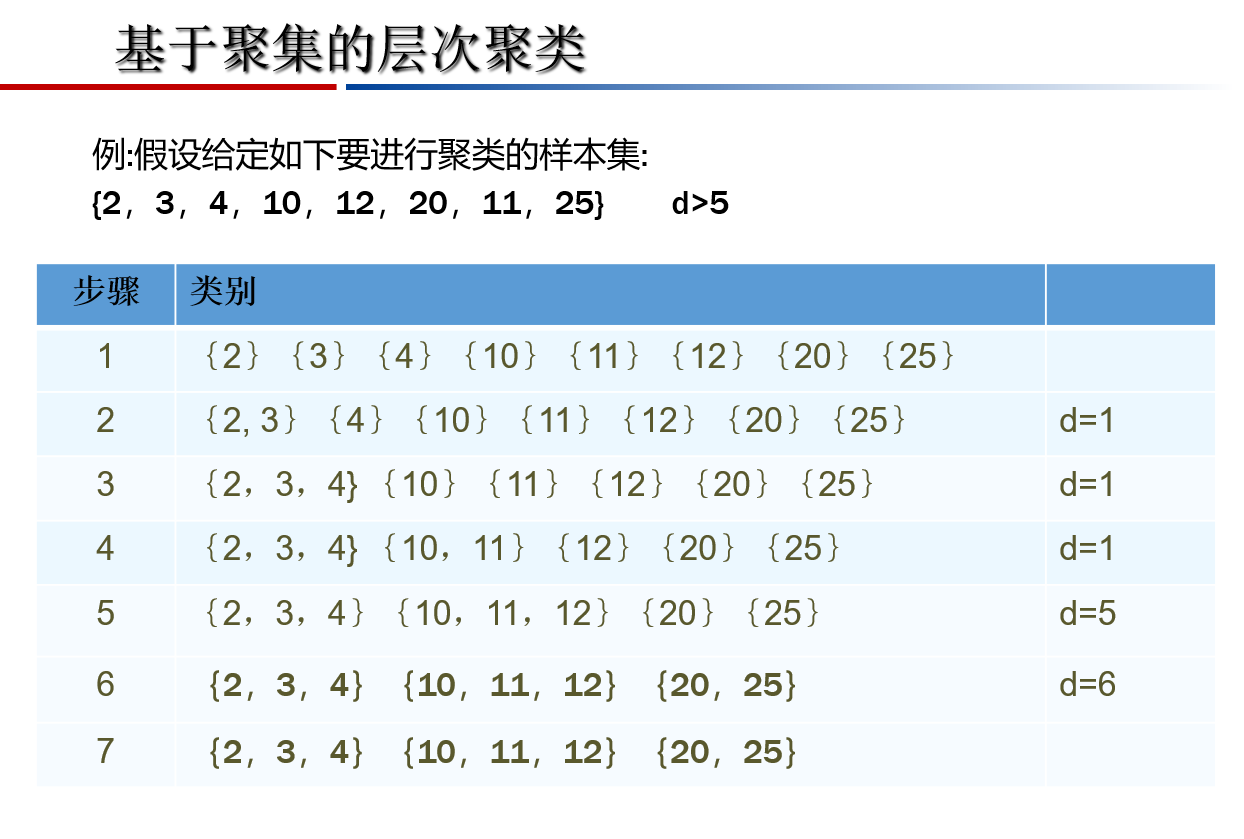 基于聚集的层次聚类
例:假设给定如下要进行聚类的样本集:
{2，3，4，10，12，20，11，25} d>5
步骤 类别
1 ｛2｝｛3｝｛4｝｛10｝｛11｝｛12｝｛20｝｛25｝
2 ｛2, 3｝｛4｝｛10｝｛11｝｛12｝｛20｝｛25｝ d=1
3 ｛2，3，4}｛10｝｛11｝｛12｝｛20｝｛25｝ d=1
4 ｛2，3，4}｛10，11｝｛12｝｛20｝｛25｝ d=1
5 ｛2，3，4｝｛10，11，12｝｛20｝｛25｝ d=5
6 {2，3，4} {10，11，12} {20，25} d=6
7 {2，3，4} {10，11，12} {20，25}